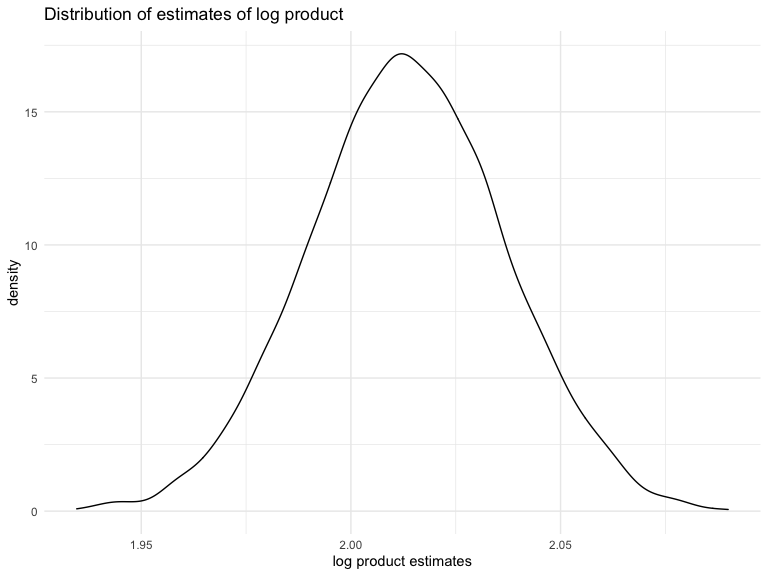 Distribution of estimates of log product
density
15
10
5
0
1.95
2.00
2.05
log product estimates